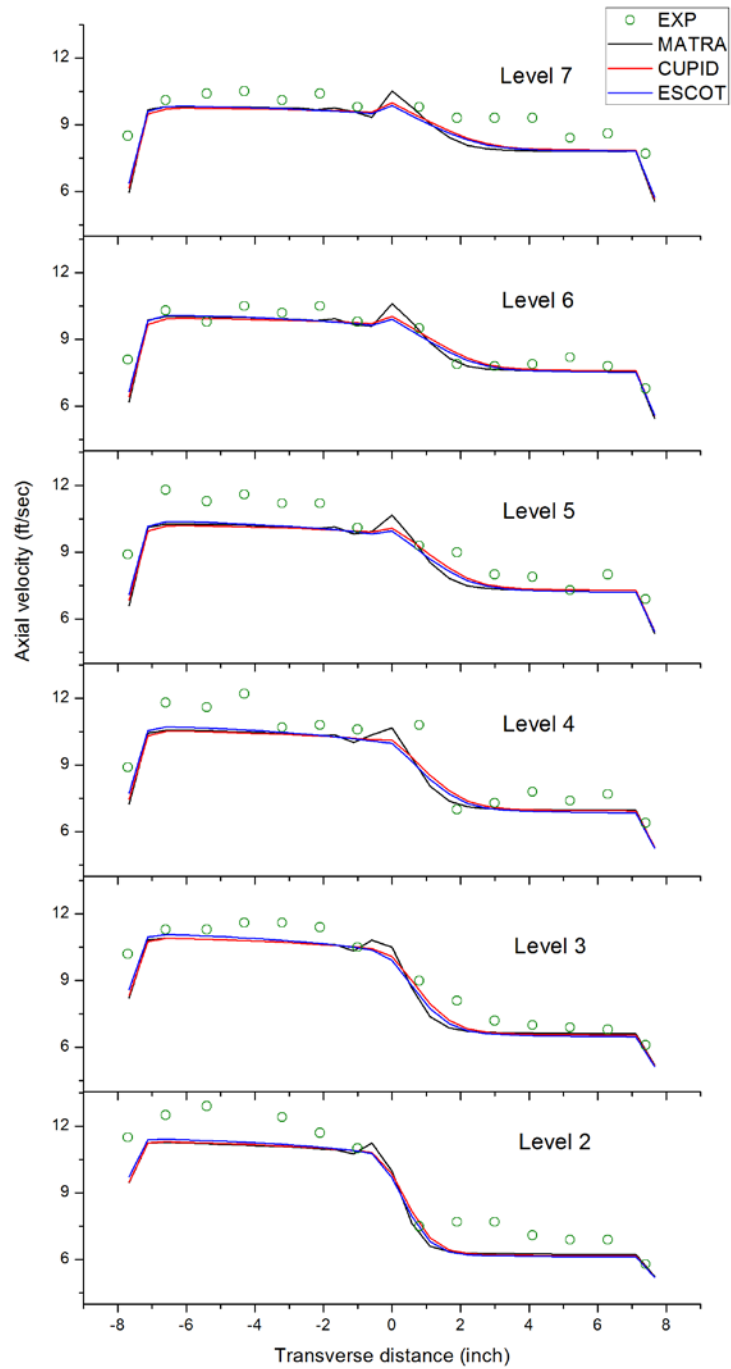 EXP
MATRA
CUPID
ESCOT
Level 7
12
9
6
Level 6
12
9
6
Level 5
12
9
6
Level 4
12
9
6
Level 3
12
9
6
Level 2
12
9
6
Axial velocity (ft/sec)
-8 -6 -4 -2 0 2 4 6 8
Transverse distance (inch)